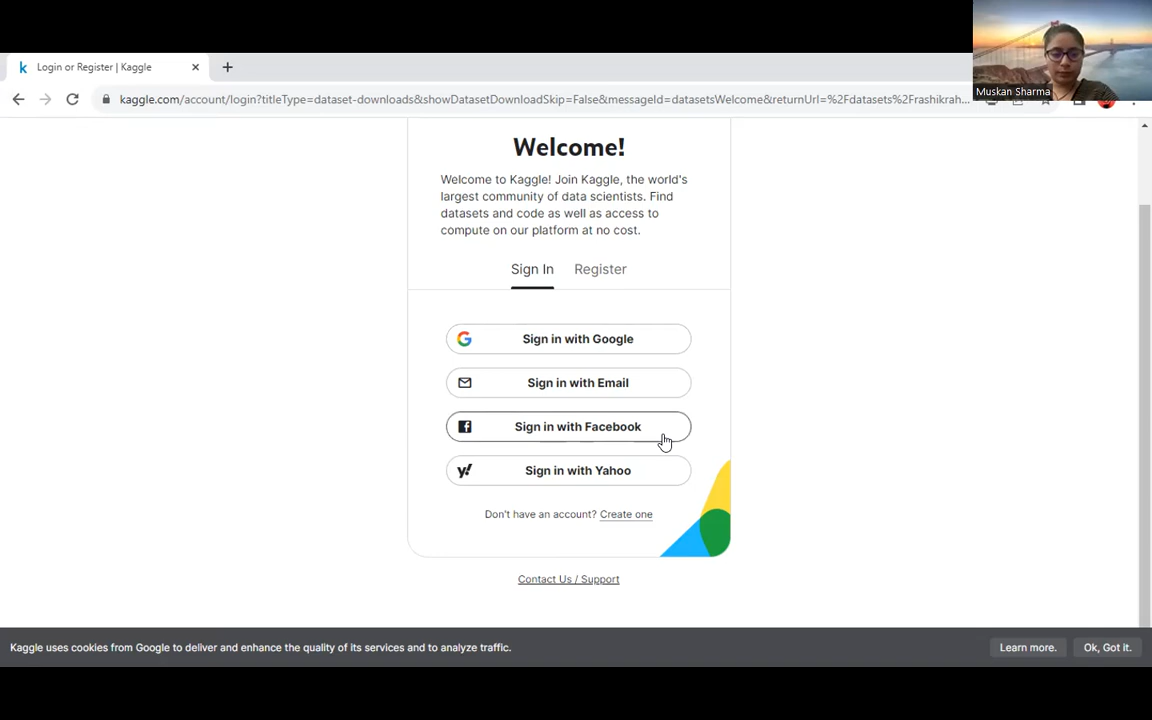 Login or Register | Kaggle
kaggle.com/account/login?titleType=dataset-downloads&showDatasetDownloadSkip=False&messageId=datasetsWelcome&returnUrl=%2Fdatasets%2Frashikrah...
Muskan Sharma
Welcome!
Welcome to Kaggle! Join Kaggle, the world's
largest community of data scientists. Find
datasets and code as well as access to
compute on our platform at no cost.
Sign In Register
Sign in with Google
Sign in with Email
Sign in with Facebook
y! Sign in with Yahoo
Don't have an account? Create one
Contact Us / Support
Kaggle uses cookies from Google to deliver and enhance the quality of its services and to analyze traffic. Learn more. Ok, Got it.